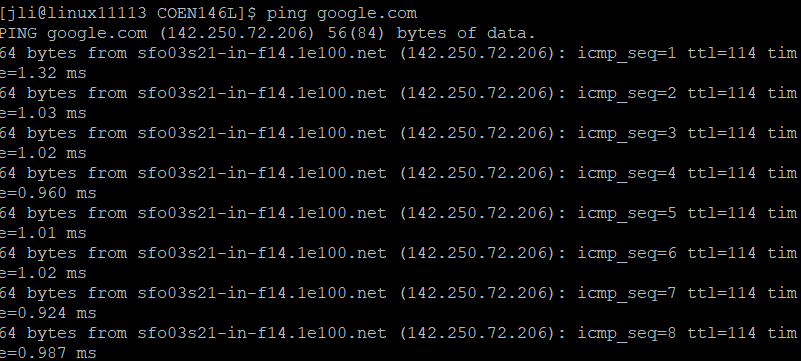 [jli@linux11113 COEN146L]$ ping google.com
PING google.com (142.250.72.206) 56(84) bytes of data.
64 bytes from sfo03s21-in-f14.1e100.net (142.250.72.206): icmp_seq=1 ttl=114 tim
e=1.32 ms
64 bytes from sfo03s21-in-f14.1e100.net (142.250.72.206): icmp_seq=2 ttl=114 tim
e=1.03 ms
64 bytes from sfo03s21-in-f14.1e100.net (142.250.72.206): icmp_seq=3 ttl=114 tim
e=1.02 ms
64 bytes from sfo03s21-in-f14.1e100.net (142.250.72.206): icmp_seq=4 ttl=114 tim
e=0.960 ms
64 bytes from sfo03s21-in-f14.1e100.net (142.250.72.206): icmp_seq=5 ttl=114 tim
e=1.01 ms
64 bytes from sfo03s21-in-f14.1e100.net (142.250.72.206): icmp_seq=6 ttl=114 tim
e=1.02 ms
64 bytes from sfo03s21-in-f14.1e100.net (142.250.72.206): icmp_seq=7 ttl=114 tim
e=0.924 ms
64 bytes from sfo03s21-in-f14.1e100.net (142.250.72.206): icmp_seq=8 ttl=114 tim
e=0.987 ms